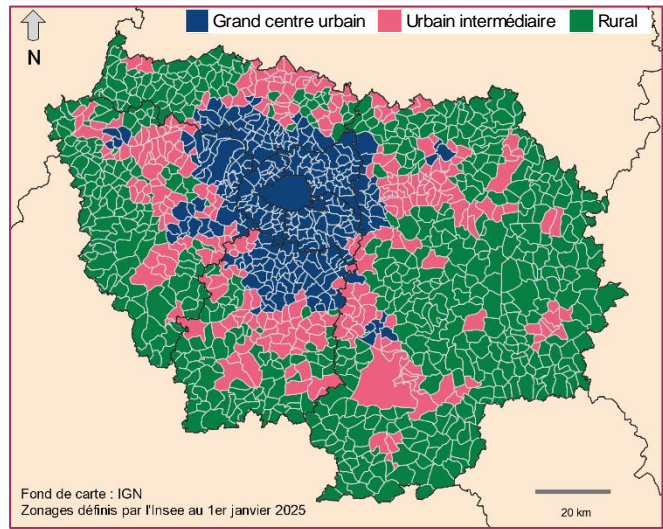 Grand centre urbain Urbain intermédiaire Rural
N
Fond de carte : IGN
Zonages définis par l'Insee au 1er janvier 2025
20 km